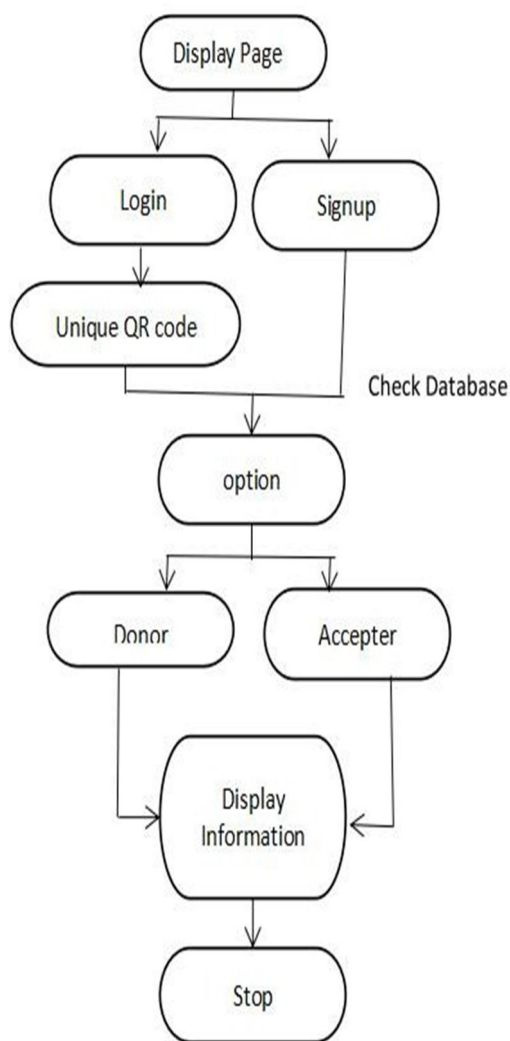 Display Page
Login
Signup
Unique QR code
Check Database
option
Donor
Accepter
Display
Information
Stop